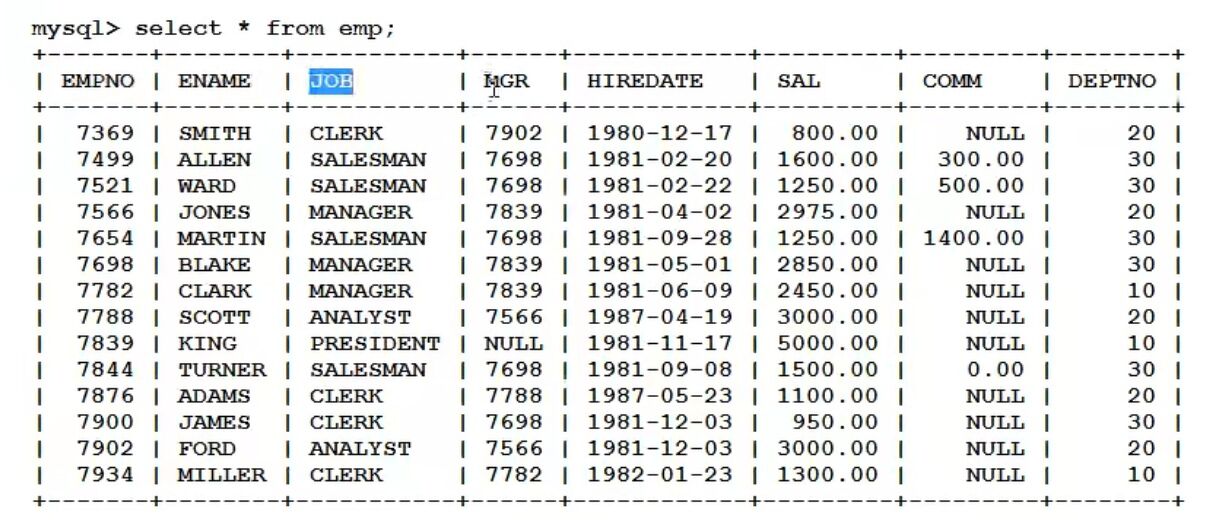 mysql> select * from emp;
+-------+--------+-----------+------+------------+---------+---------+--------+
| EMPNO | ENAME  | JOB       | MGR  | HIREDATE   | SAL     | COMM    | DEPTNO |
+-------+--------+-----------+------+------------+---------+---------+--------+
|  7369 | SMITH  | CLERK     | 7902 | 1980-12-17 |  800.00 |    NULL |     20 |
|  7499 | ALLEN  | SALESMAN  | 7698 | 1981-02-20 | 1600.00 |  300.00 |     30 |
|  7521 | WARD   | SALESMAN  | 7698 | 1981-02-22 | 1250.00 |  500.00 |     30 |
|  7566 | JONES  | MANAGER   | 7839 | 1981-04-02 | 2975.00 |    NULL |     20 |
|  7654 | MARTIN | SALESMAN  | 7698 | 1981-09-28 | 1250.00 | 1400.00 |     30 |
|  7698 | BLAKE  | MANAGER   | 7839 | 1981-05-01 | 2850.00 |    NULL |     30 |
|  7782 | CLARK  | MANAGER   | 7839 | 1981-06-09 | 2450.00 |    NULL |     10 |
|  7788 | SCOTT  | ANALYST   | 7566 | 1987-04-19 | 3000.00 |    NULL |     20 |
|  7839 | KING   | PRESIDENT | NULL | 1981-11-17 | 5000.00 |    NULL |     10 |
|  7844 | TURNER | SALESMAN  | 7698 | 1981-09-08 | 1500.00 |    0.00 |     30 |
|  7876 | ADAMS  | CLERK     | 7788 | 1987-05-23 | 1100.00 |    NULL |     20 |
|  7900 | JAMES  | CLERK     | 7698 | 1981-12-03 |  950.00 |    NULL |     30 |
|  7902 | FORD   | ANALYST   | 7566 | 1981-12-03 | 3000.00 |    NULL |     20 |
|  7934 | MILLER | CLERK     | 7782 | 1982-01-23 | 1300.00 |    NULL |     10 |
+-------+--------+-----------+------+------------+---------+---------+--------+